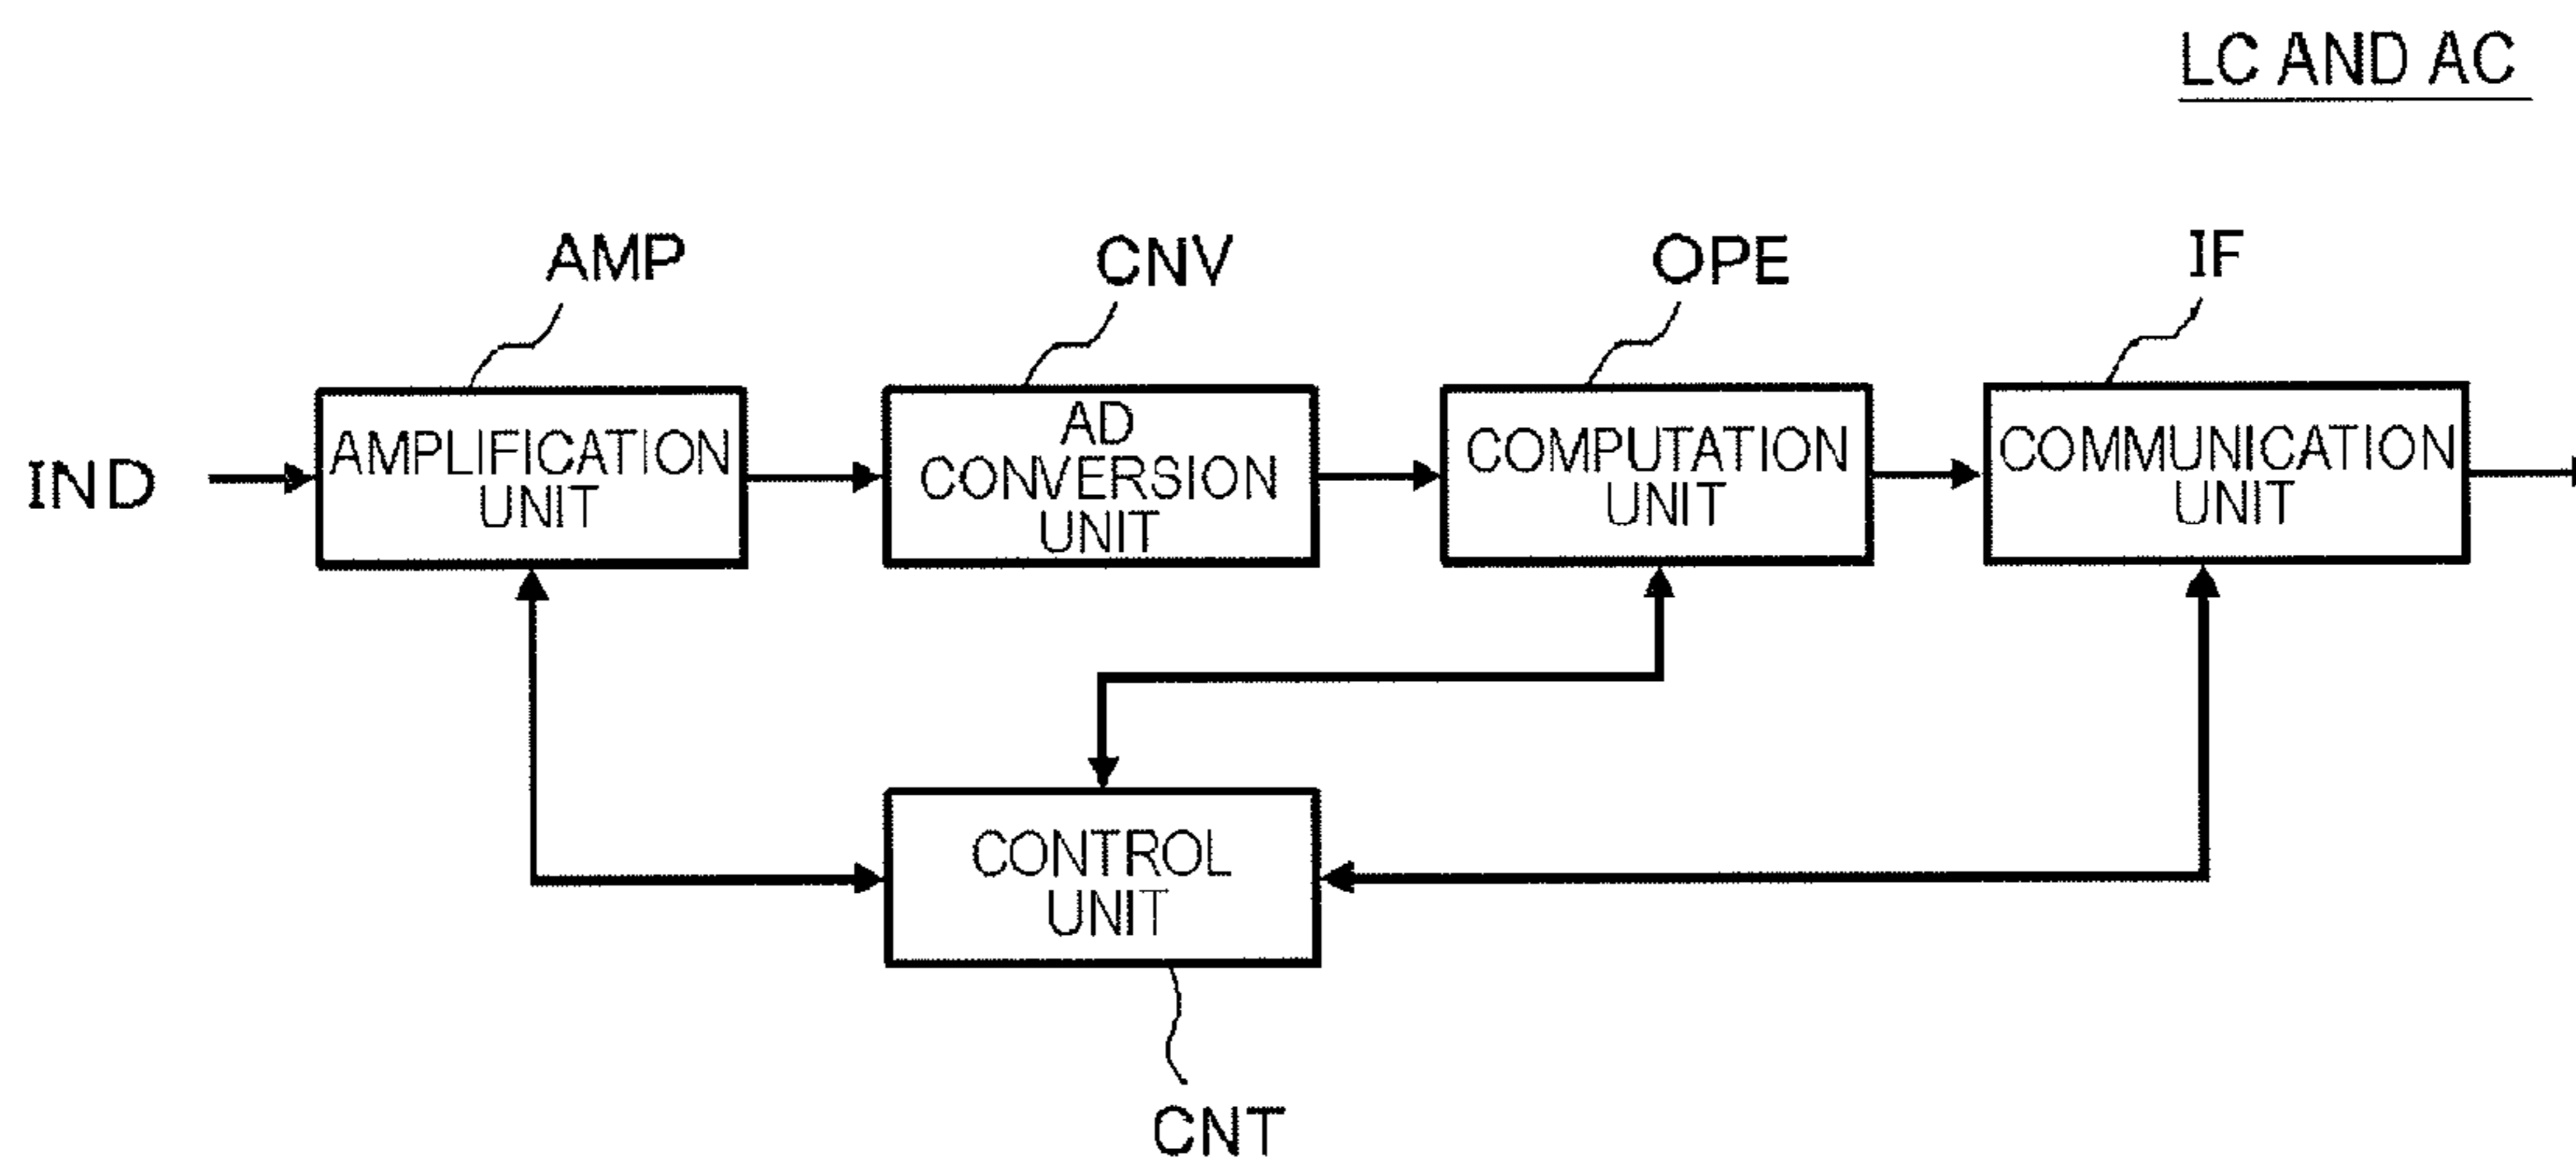 LC AND AC
AMP
CNV
OPE
IF
IND
AMPLIFICATION
UNIT
AD
CONVERSION
UNIT
COMPUTATION
UNIT
COMMUNICATION
UNIT
CONTROL
UNIT
CNT